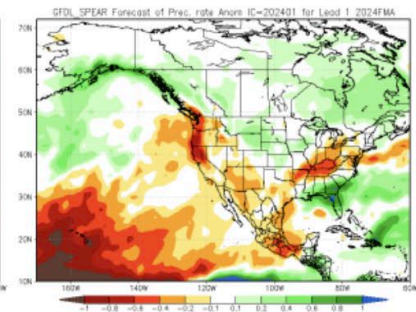 GFDL SPEAR Forecast of Prec. rate Anom IC=202401 for Lead 1 2024FMA
70N
60N
50N
40N
30N
20N
10N
160W 140W 120W 100W 80W 60W
-1 -0.8 -0.6 -0.4 -0.2 -0.1 0.1 0.2 0.4 0.6 0.8 1